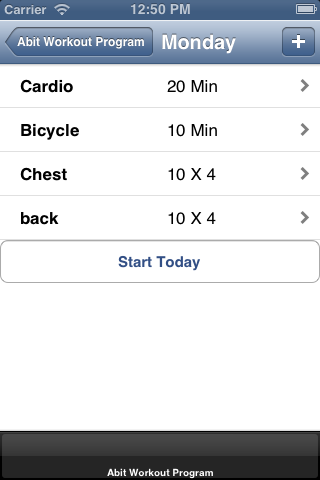 Carrier 12:50 PM
Abit Workout Program Monday +
Cardio 20 Min
Bicycle 10 Min
Chest 10 X 4
back 10 X 4
Start Today
Abit Workout Program